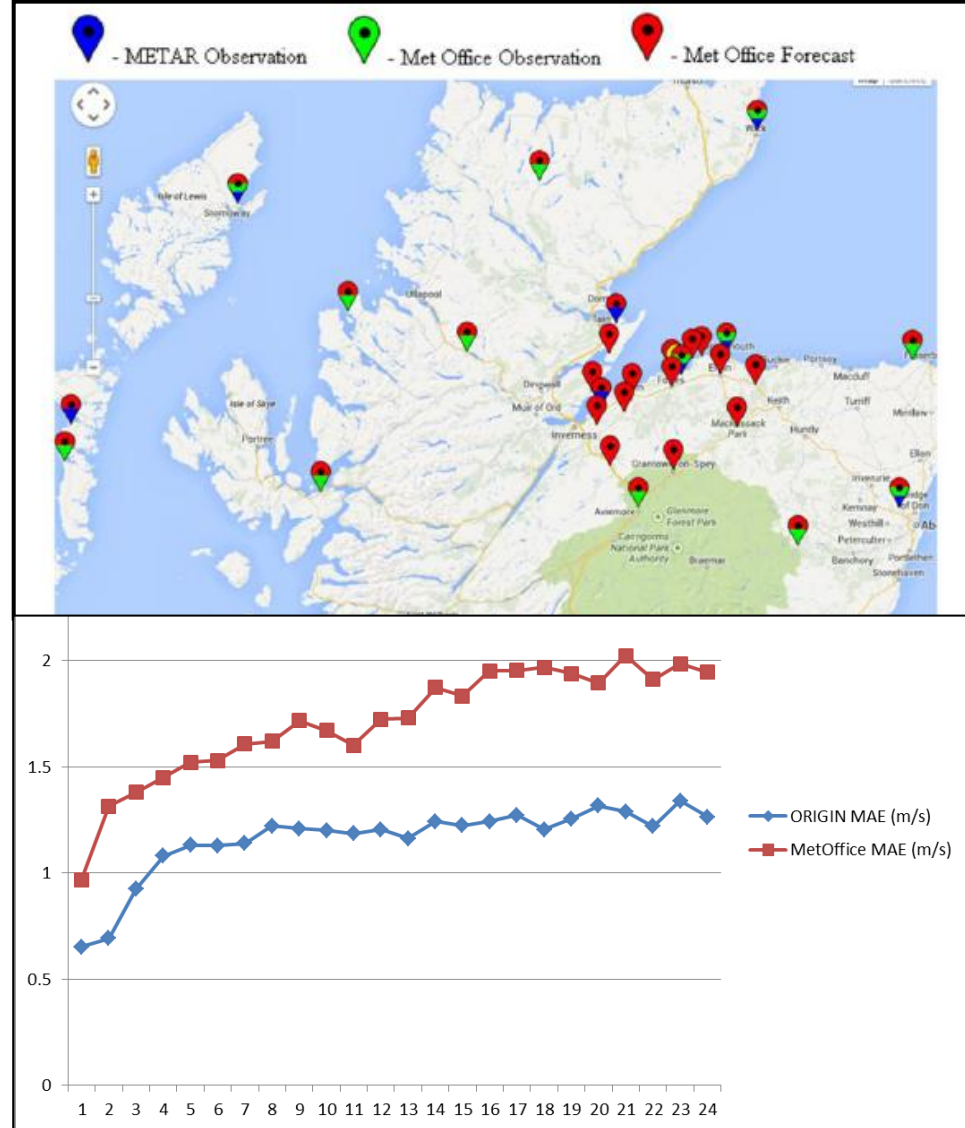 - METAR Observation
- Met Office Observation
- Met Office Forecast
Wick
Isle of Lewis
Stornoway
Ullapool
Dingwall
Muir of Ord
Inverness
Isle of Skye
Portree
Portsoy
Macduff
Keith
Turriff
Huntly
Mackessack
Park
Ellon
Grantown-on-Spey
Inverurie
Aviemore
Glenmore
Forest Park
Kemnay
Westhill
Peterculter
Cairngorms
National Park
Authority
Braemar
Banchory
Portlethen
Stonehaven
2
1.5
1
0.5
0
ORIGIN MAE (m/s)
MetOffice MAE (m/s)
1 2 3 4 5 6 7 8 9 10 11 12 13 14 15 16 17 18 19 20 21 22 23 24